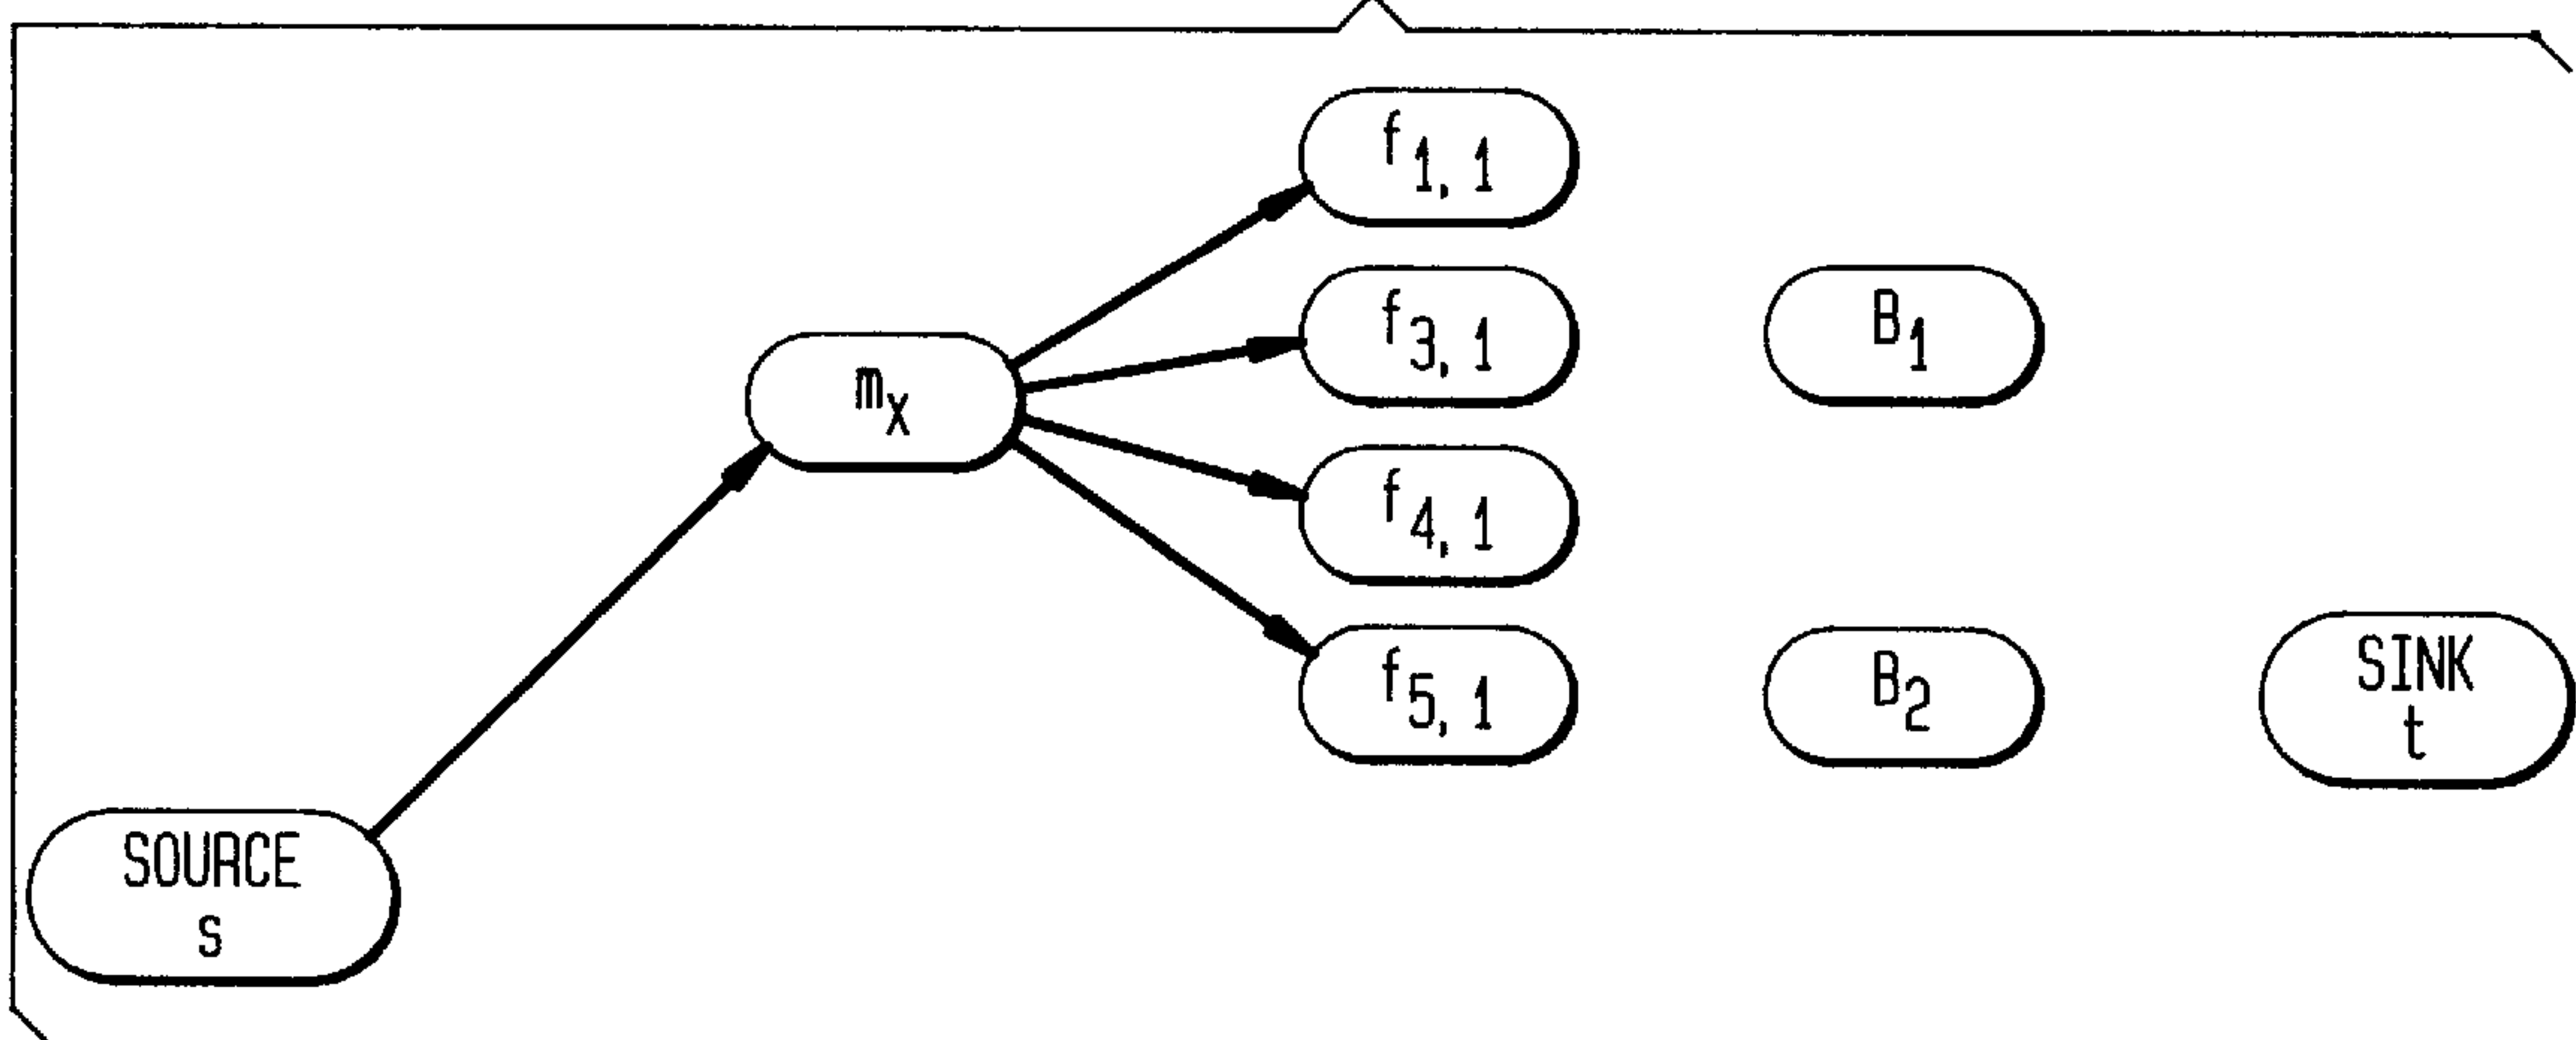 f1, 1
f3, 1
B1
mX
f4, 1
f5, 1
B2
SINK
t
SOURCE
s